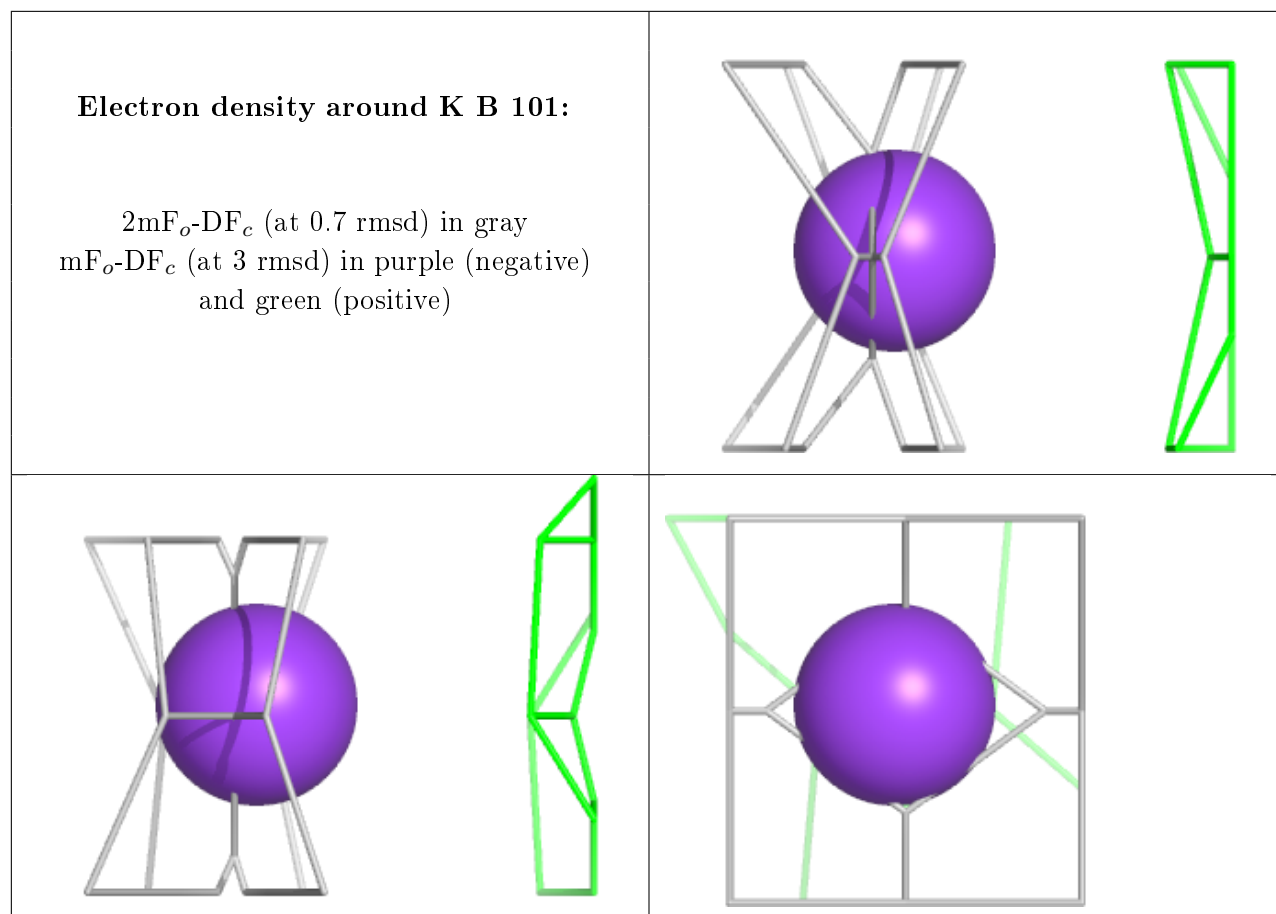 Electron density around K B 101:
2mFo-DFc (at 0.7 rmsd) in gray
mFo-DFc (at 3 rmsd) in purple (negative)
and green (positive)